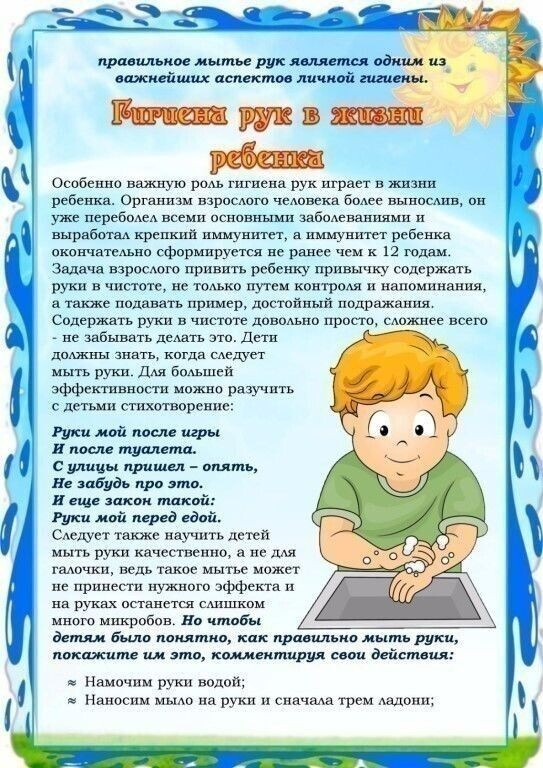 правильное мытье рук является одним из
важнейших аспектов личной гигиены.
Гигиена рук в жизни
ребенка
Особенно важную роль гигиена рук играет в жизни
ребенка. Организм взрослого человека более вынослив, он
уже переболел всеми основными заболеваниями и
выработал крепкий иммунитет, а иммунитет ребенка
окончательно сформируется не ранее чем к 12 годам.
Задача взрослого привить ребенку привычку содержать
руки в чистоте, не только путем контроля и напоминания,
а также подавать пример, достойный подражания.
Содержать руки в чистоте довольно просто, сложнее всего
- не забывать делать это. Дети
должны знать, когда следует
мыть руки. Для большей
эффективности можно разучить
с детьми стихотворение:
Руки мой после игры
И после туалета.
С улицы пришел – опять,
Не забудь про это.
И еще закон такой:
Руки мой перед едой.
Следует также научить детей
мыть руки качественно, а не для
галочки, ведь такое мытье может
не принести нужного эффекта и
на руках останется слишком
много микробов. Но чтобы
детям было понятно, как правильно мыть руки,
покажите им это, комментируя свои действия:
≈ Намочим руки водой;
≈ Наносим мыло на руки и сначала трем ладони;